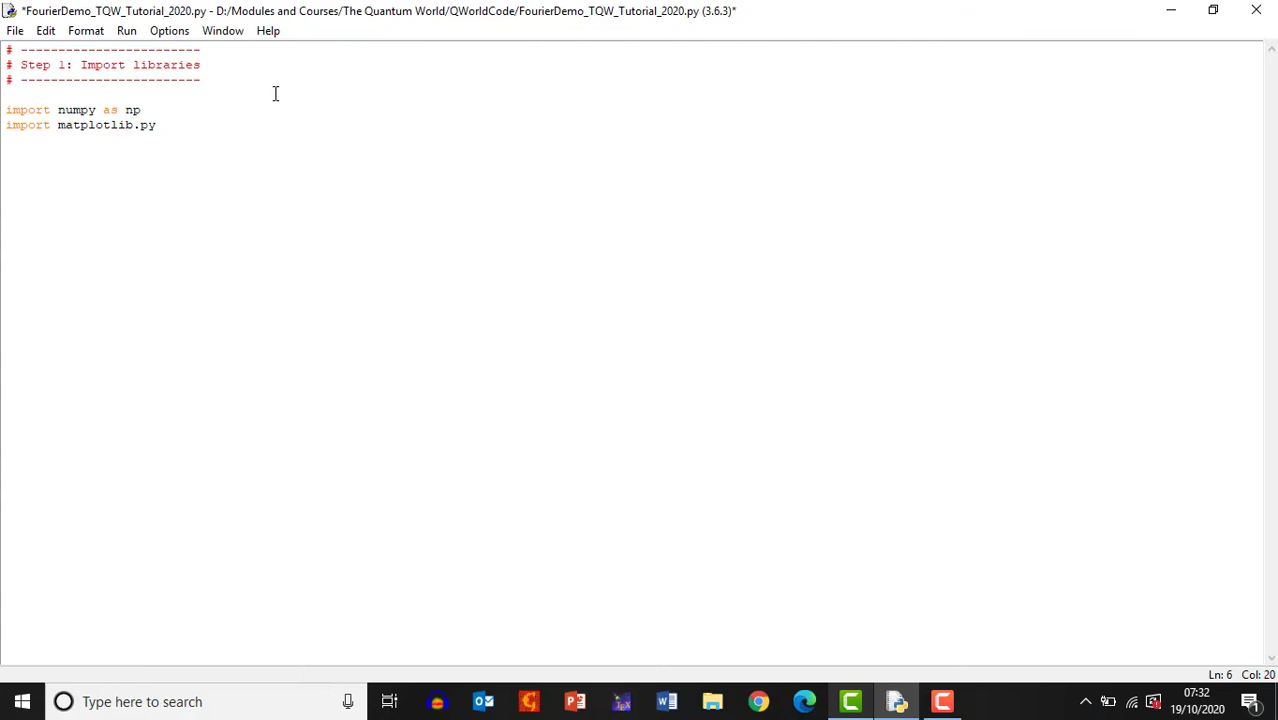 *FourierDemo_TQW_Tutorial_2020.py - D:/Modules and Courses/The Quantum World/QWorldCode/FourierDemo_TQW_Tutorial_2020.py (3.6.3)*
File Edit Format Run Options Window Help
# ------------------------
# Step 1: Import libraries
# ------------------------
import numpy as np
import matplotlib.py
Ln: 6 Col: 20
Type here to search
07:32
19/10/2020
1